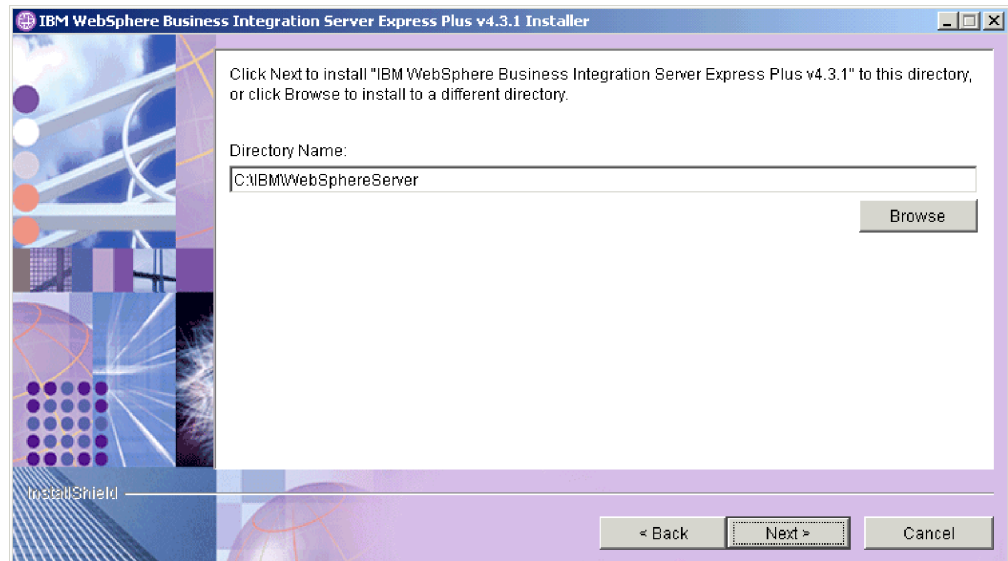 IBM WebSphere Business Integration Server Express Plus v4.3.1 Installer
Click Next to install "IBM WebSphere Business Integration Server Express Plus v4.3.1" to this directory,
or click Browse to install to a different directory.
Directory Name:
C:\IBM\WebSphereServer
Browse
InstallShield
< Back
Next >
Cancel